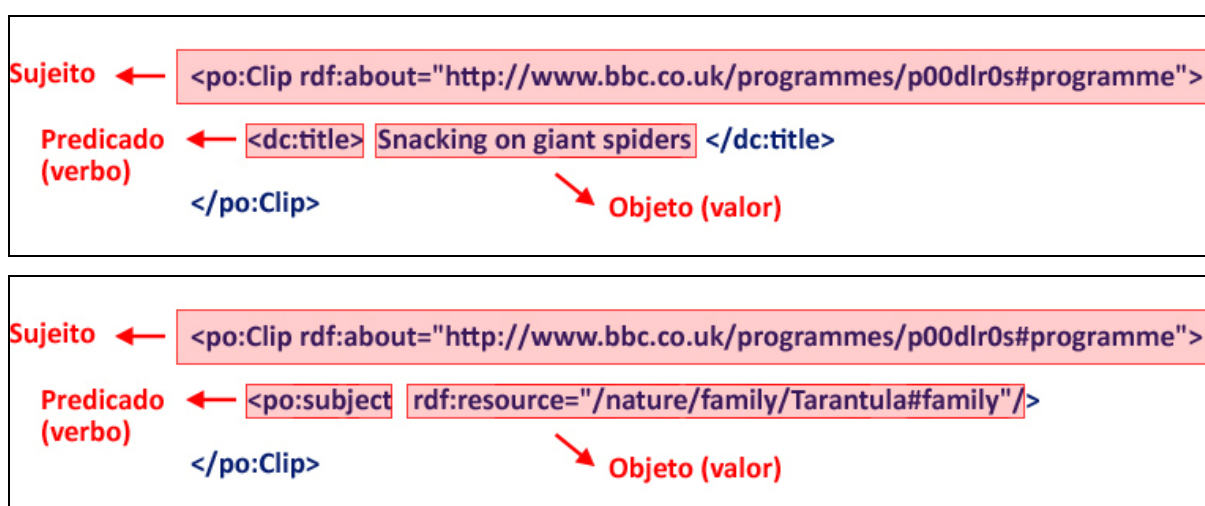 Sujeito <po:Clip rdf:about="http://www.bbc.co.uk/programmes/p00dlr0s#programme">
Predicado <dc:title> Snacking on giant spiders </dc:title>
(verbo)
</po:Clip> Objeto (valor)
Sujeito <po:Clip rdf:about="http://www.bbc.co.uk/programmes/p00dlr0s#programme">
Predicado <po:subject rdf:resource="/nature/family/Tarantula#family"/>
(verbo)
</po:Clip> Objeto (valor)